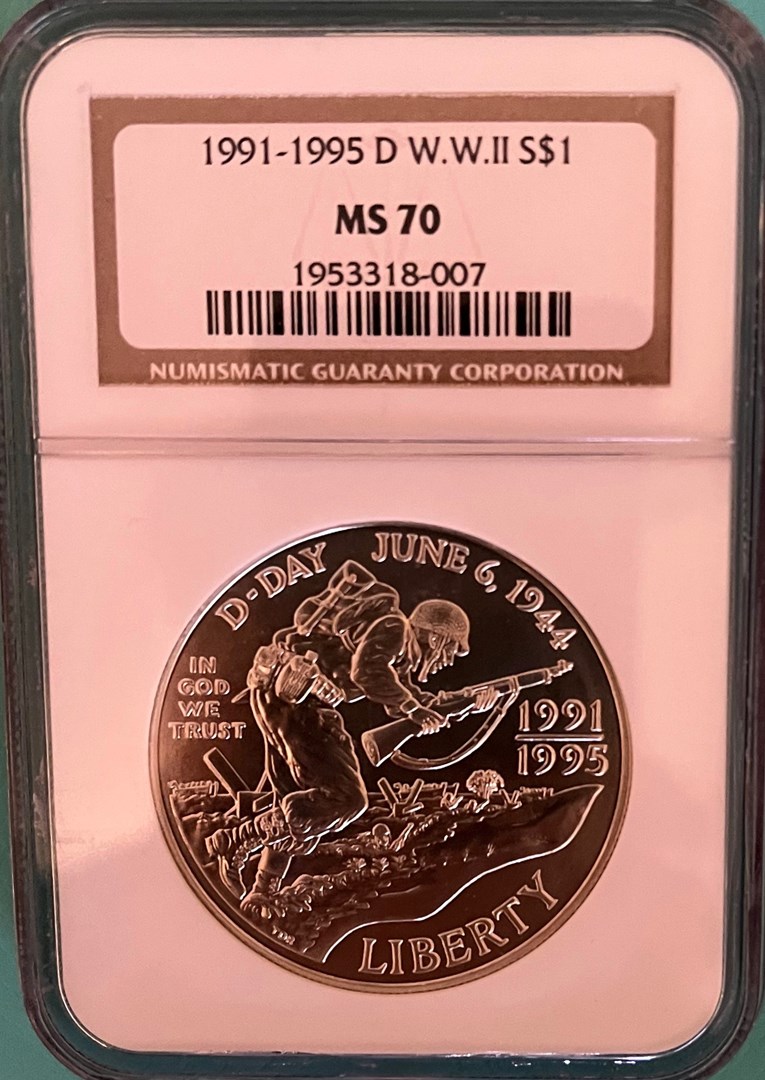 1991-1995 D W.W.II S$1
MS 70
1953318-007
NUMISMATIC GUARANTY CORPORATION
D-DAY JUNE 6, 1944
IN
GOD
WE
TRUST
1991
1995
LIBERTY